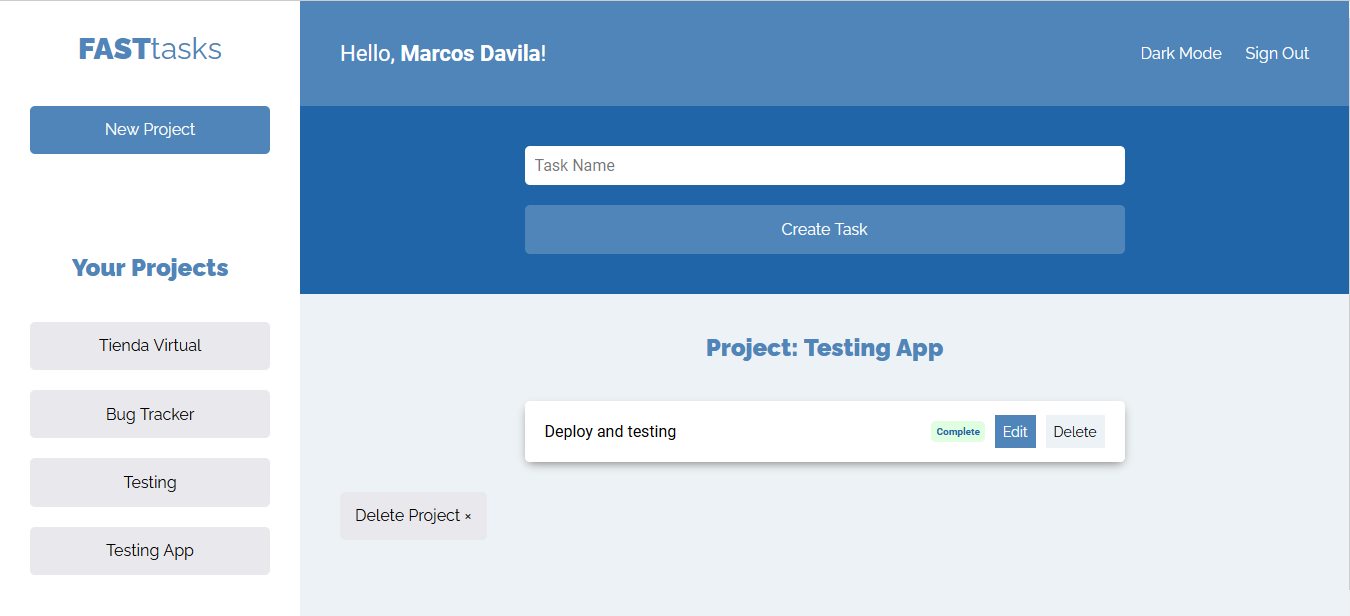 FASTtasks
New Project
Your Projects
Tienda Virtual
Bug Tracker
Testing
Testing App
Hello, Marcos Davila!
Dark Mode
Sign Out
Task Name
Create Task
Project: Testing App
Deploy and testing
Complete
Edit
Delete
Delete Project ×